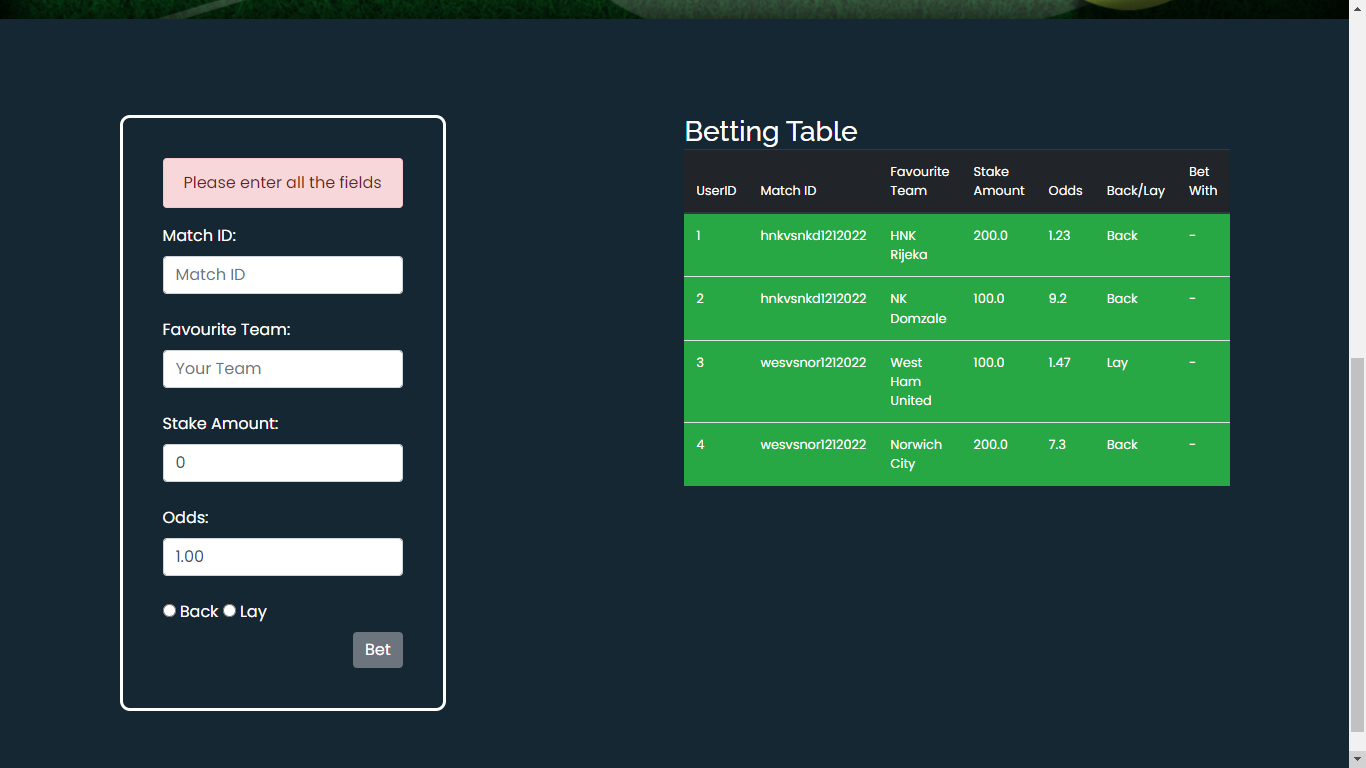 Please enter all the fields
Match ID:
Match ID
Favourite Team:
Your Team
Stake Amount:
0
Odds:
1.00
Back Lay
Bet
Betting Table
UserID Match ID Favourite Team Stake Amount Odds Back/Lay Bet With
1 hnkvsnkd1212022 HNK Rijeka 200.0 1.23 Back -
2 hnkvsnkd1212022 NK Domzale 100.0 9.2 Back -
3 wesvsnor1212022 West Ham United 100.0 1.47 Lay -
4 wesvsnor1212022 Norwich City 200.0 7.3 Back -